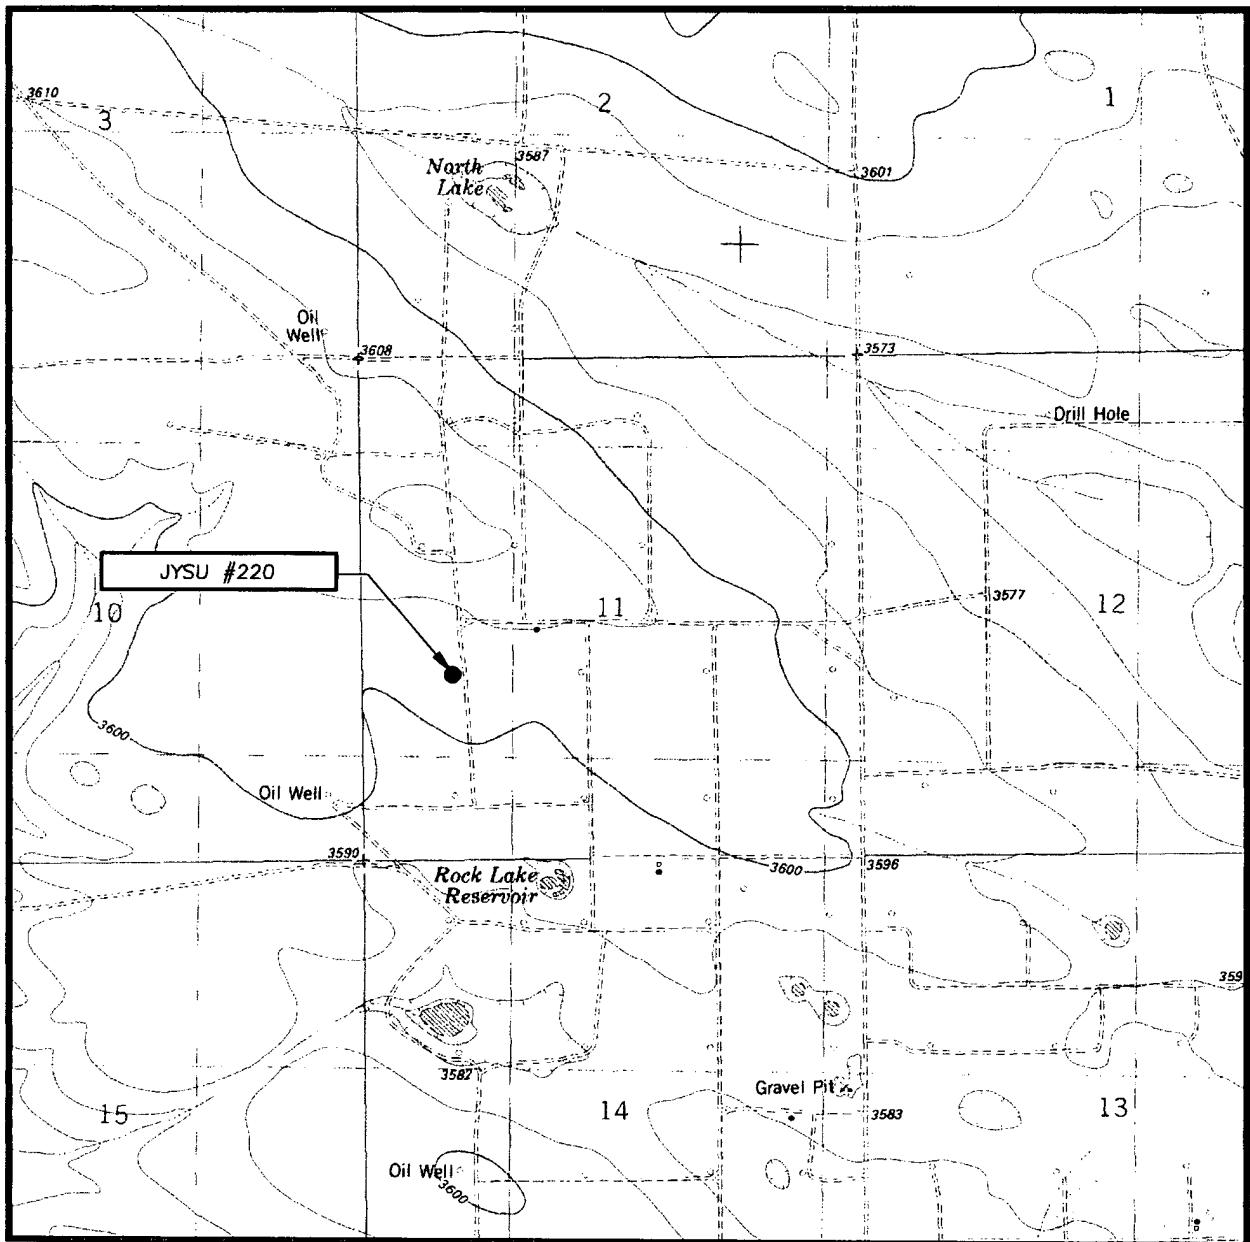 3610
3
2
1
North
Lake
3587
3601
Oil
Well
3608
3573
Drill Hole
JYSU #220
10
11
3577
12
3600
Oil Well
3590
Rock Lake
Reservoir
3600
3596
359
3582
Gravel Pit
3583
15
14
13
Oil Well
3600